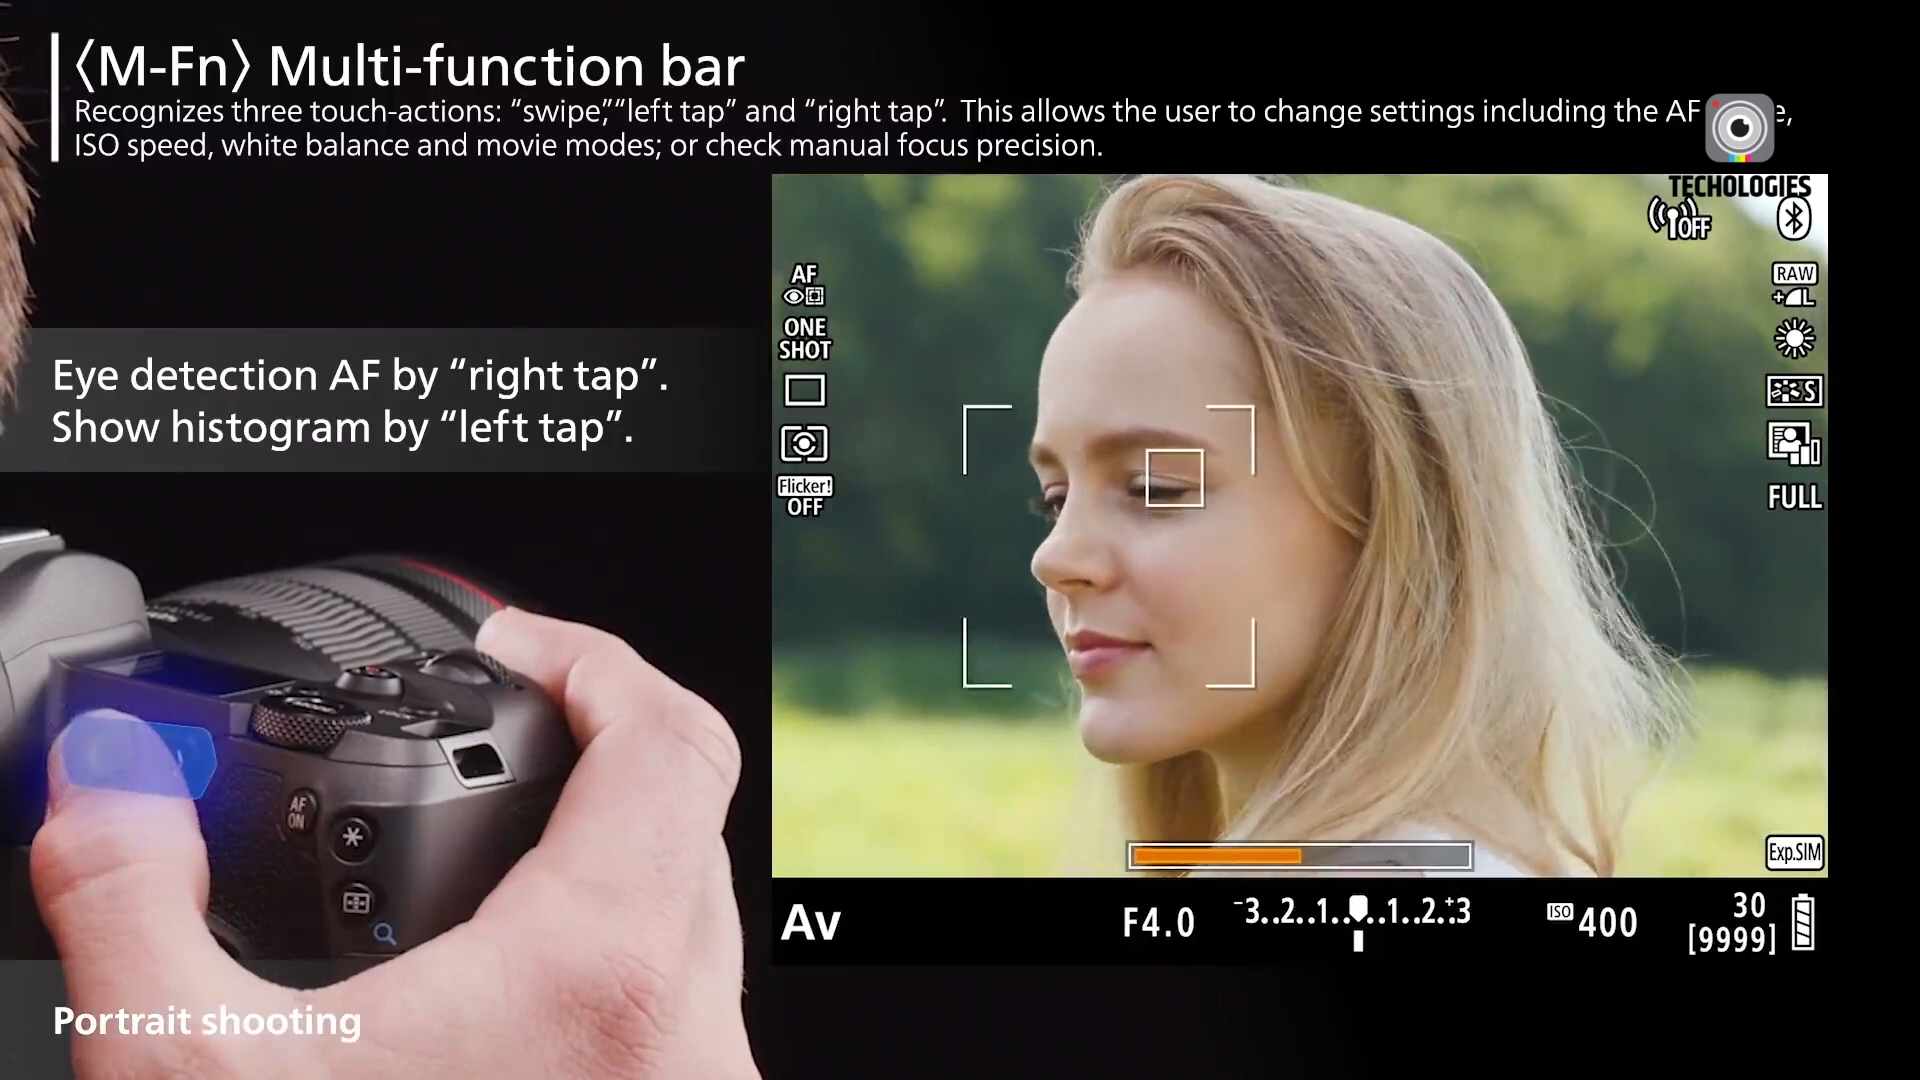 〈M-Fn〉 Multi-function bar
Recognizes three touch-actions: “swipe”,“left tap” and “right tap”. This allows the user to change settings including the AF
ISO speed, white balance and movie modes; or check manual focus precision.
TECHOLOGIES
OFF
AF
ONE
SHOT
Flicker!
OFF
RAW
+L
S
FULL
Eye detection AF by “right tap”.
Show histogram by “left tap”.
AF
ON
Exp.SIM
Av
F4.0
-3..2..1....1..2..+3
ISO 400
30
[9999]
Portrait shooting